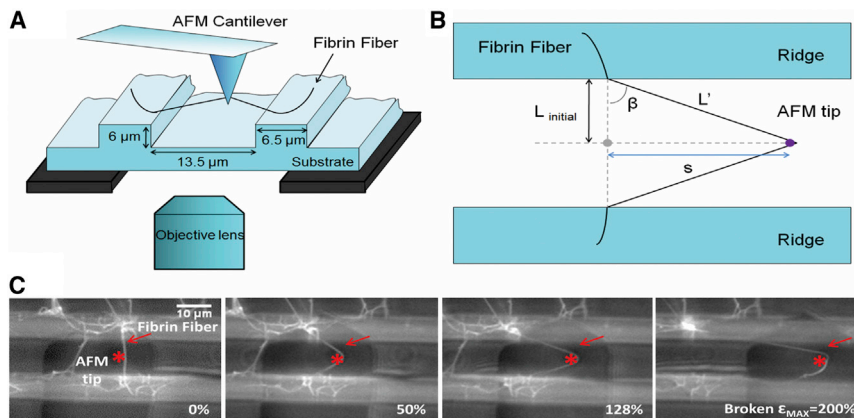 A
AFM Cantilever
Fibrin Fiber
6 μm
13.5 μm
6.5 μm
Substrate
Objective lens
B
Fibrin Fiber
Ridge
L initial
β
L'
AFM tip
s
Ridge
C
10 μm
Fibrin Fiber
* AFM
tip
0%
*
50%
*
128%
*
Broken εMAX=200%